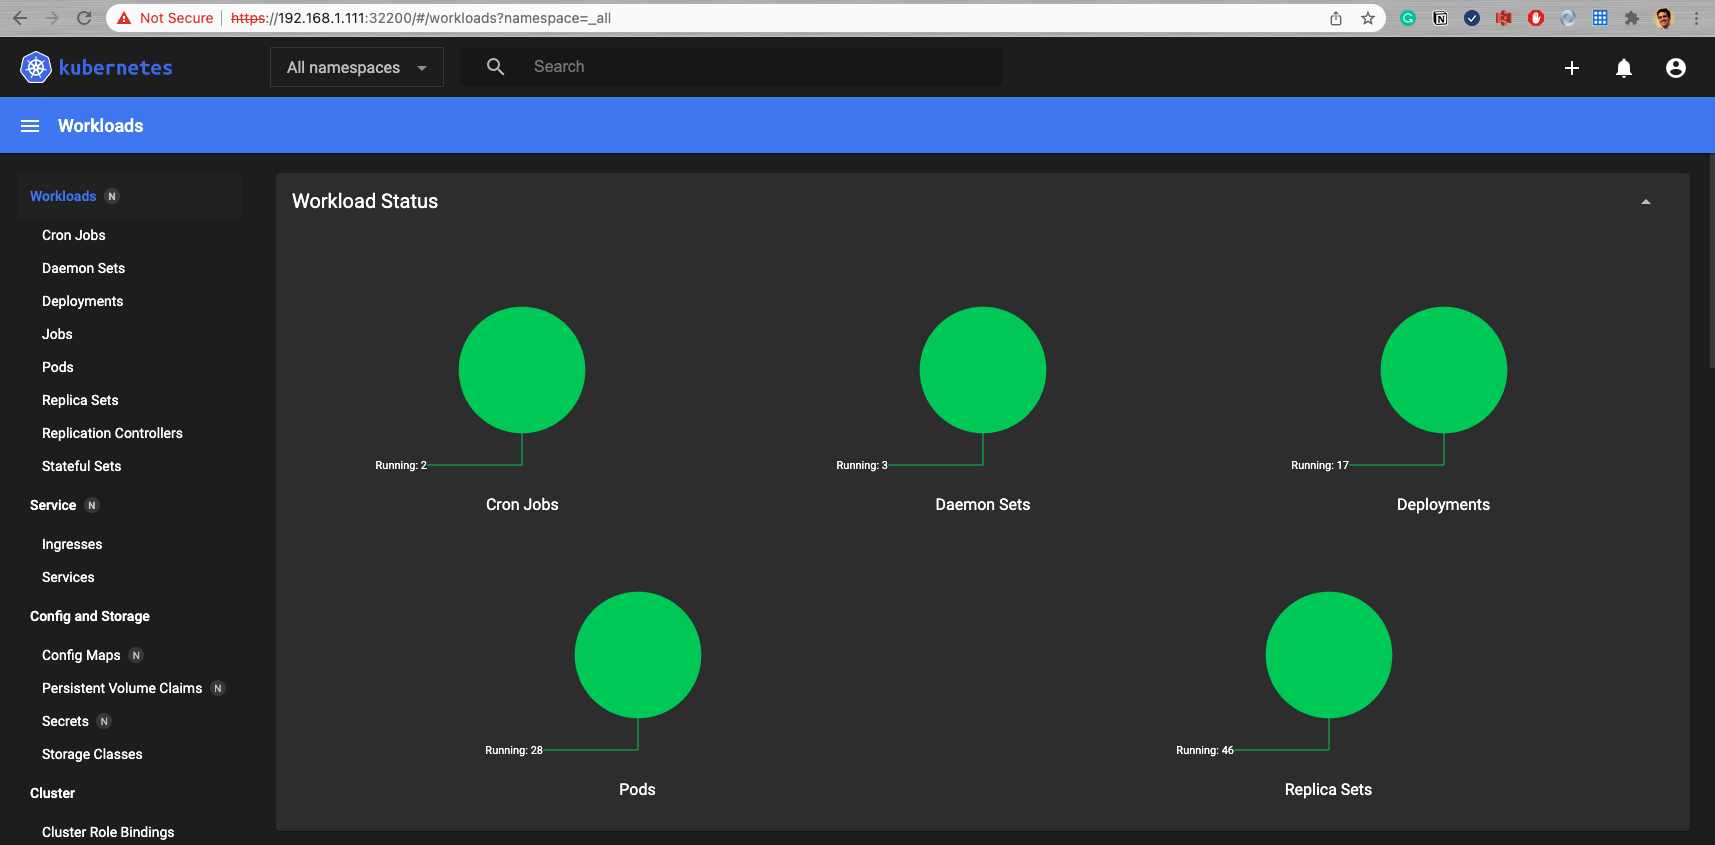 Not Secure | https://192.168.1.111:32200/#/workloads?namespace=_all
kubernetes
All namespaces
Search
Workloads
Workloads N
Cron Jobs
Daemon Sets
Deployments
Jobs
Pods
Replica Sets
Replication Controllers
Stateful Sets
Service N
Ingresses
Services
Config and Storage
Config Maps N
Persistent Volume Claims N
Secrets N
Storage Classes
Cluster
Cluster Role Bindings
Workload Status
Running: 2
Cron Jobs
Running: 3
Daemon Sets
Running: 17
Deployments
Running: 28
Pods
Running: 46
Replica Sets